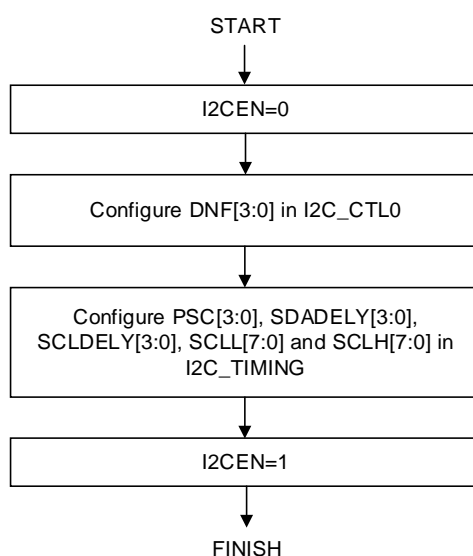 START
I2CEN=0
Configure DNF[3:0] in I2C_CTL0
Configure PSC[3:0], SDADELY[3:0],
SCLDELY[3:0], SCLL[7:0] and SCLH[7:0] in
I2C_TIMING
I2CEN=1
FINISH